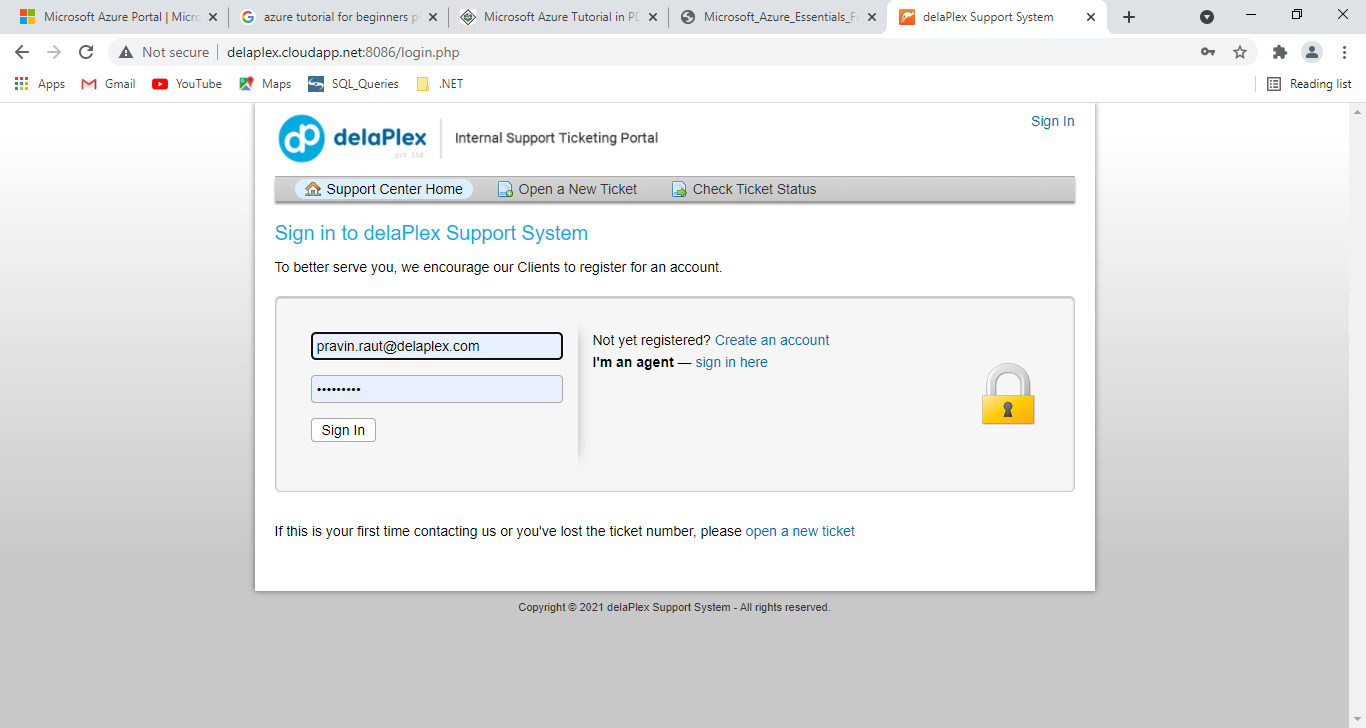 Microsoft Azure Portal | Micro
azure tutorial for beginners p
Microsoft Azure Tutorial in PD
Microsoft_Azure_Essentials_F
delaPlex Support System
Not secure
delaplex.cloudapp.net:8086/login.php
Apps
Gmail
YouTube
Maps
SQL_Queries
.NET
Reading list
dp delaPlex
pvt.ltd.
Internal Support Ticketing Portal
Sign In
Support Center Home
Open a New Ticket
Check Ticket Status
Sign in to delaPlex Support System
To better serve you, we encourage our Clients to register for an account.
pravin.raut@delaplex.com
•••••••••
Sign In
Not yet registered? Create an account
I'm an agent — sign in here
If this is your first time contacting us or you've lost the ticket number, please open a new ticket
Copyright © 2021 delaPlex Support System - All rights reserved.